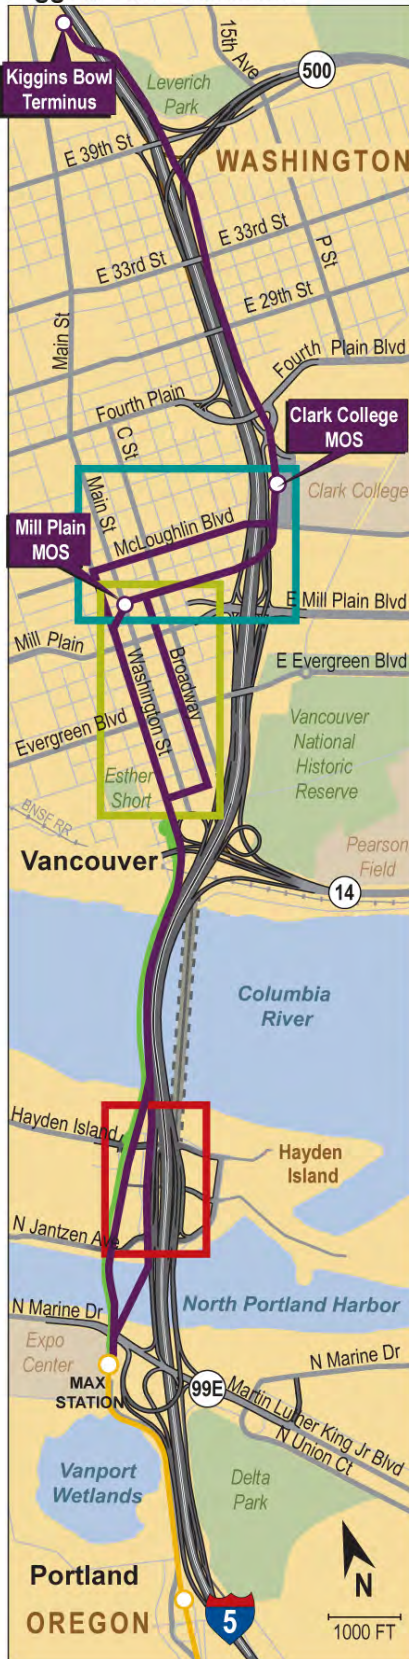 15th Ave
500
Kiggins Bowl
Terminus
Leverich
Park
E 39th St
WASHINGTON
E 33rd St
P St
E 33rd St
E 29th St
Main St
Fourth Plain Blvd
Fourth Plain
C St
Clark College
MOS
Main St
Clark College
McLoughlin Blvd
Mill Plain
MOS
E Mill Plain Blvd
Mill Plain
Broadway
Washington St
E Evergreen Blvd
Evergreen Blvd
Vancouver
National
Historic
Reserve
Esther
Short
BNSF RR
Pearson
Field
Vancouver
14
Columbia
River
Hayden Island
Hayden
Island
N Jantzen Ave
North Portland Harbor
N Marine Dr
Expo
Center
N Marine Dr
MAX
STATION
99E
Martin Luther King Jr Blvd
N Union Ct
Vanport
Wetlands
Delta
Park
Portland
OREGON
5
N
1000 FT